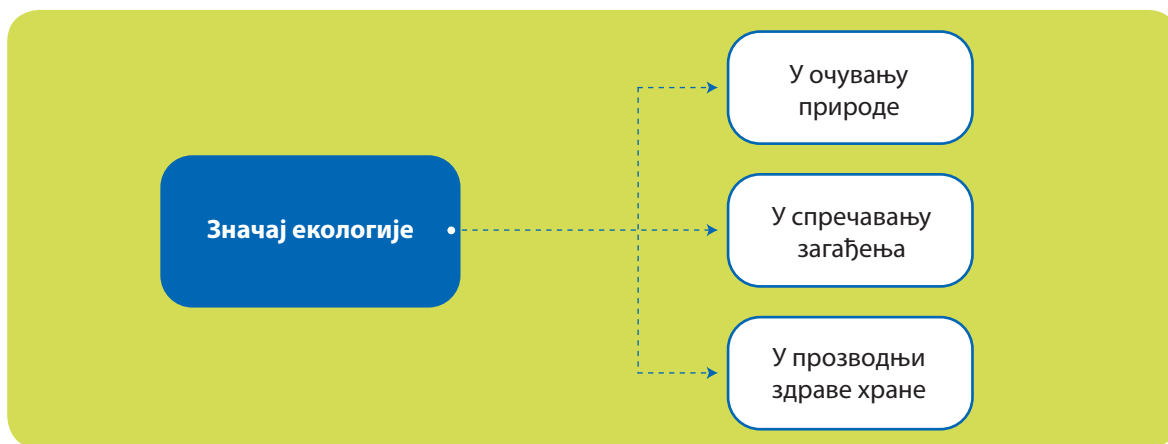 Значај екологије
У очувању
природе
У спречавању
загађења
У прозводњи
здраве хране